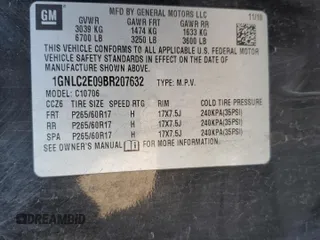 GM
MFD BY GENERAL MOTORS LLC
11/10
GVWR GAWR FRT GAWR RR
3039 KG 1474 KG 1633 KG
6700 LB 3250 LB 3600 LB
THIS VEHICLE CONFORMS TO ALL APPLICABLE U.S. FEDERAL MOTOR
VEHICLE SAFETY STANDARDS IN EFFECT ON THE DATE OF
MANUFACTURE SHOWN ABOVE.
1GNLC2E09BR207632 TYPE: M.P.V.
MODEL: C10706
CCZ6 TIRE SIZE SPEED RTG RIM COLD TIRE PRESSURE
FRT P265/60R17 H 17X7.5J 240KPA(35PSI)
RR P265/60R17 H 17X7.5J 240KPA(35PSI)
SPA P265/60R17 H 17X7.5J 240KPA(35PSI)
SEE OWNER'S MANUAL FOR MORE INFORMATION.
DREAMBID